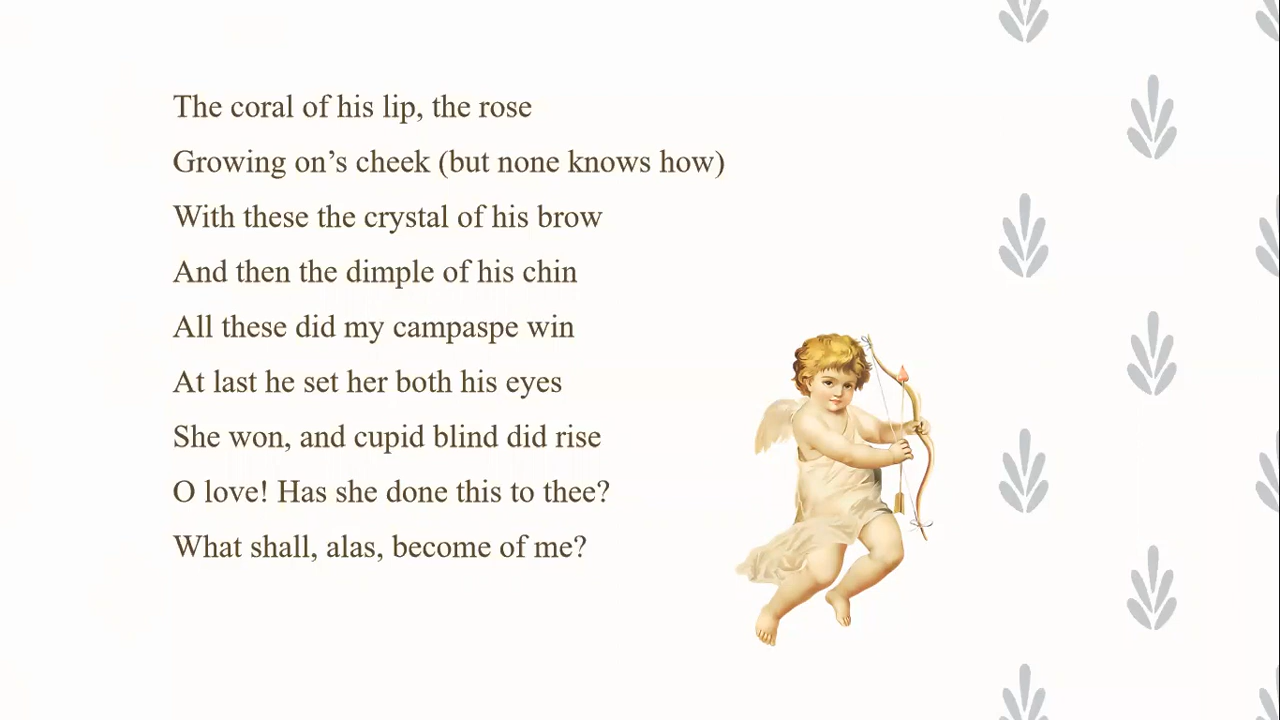 The coral of his lip, the rose
Growing on’s cheek (but none knows how)
With these the crystal of his brow
And then the dimple of his chin
All these did my campaspe win
At last he set her both his eyes
She won, and cupid blind did rise
O love! Has she done this to thee?
What shall, alas, become of me?